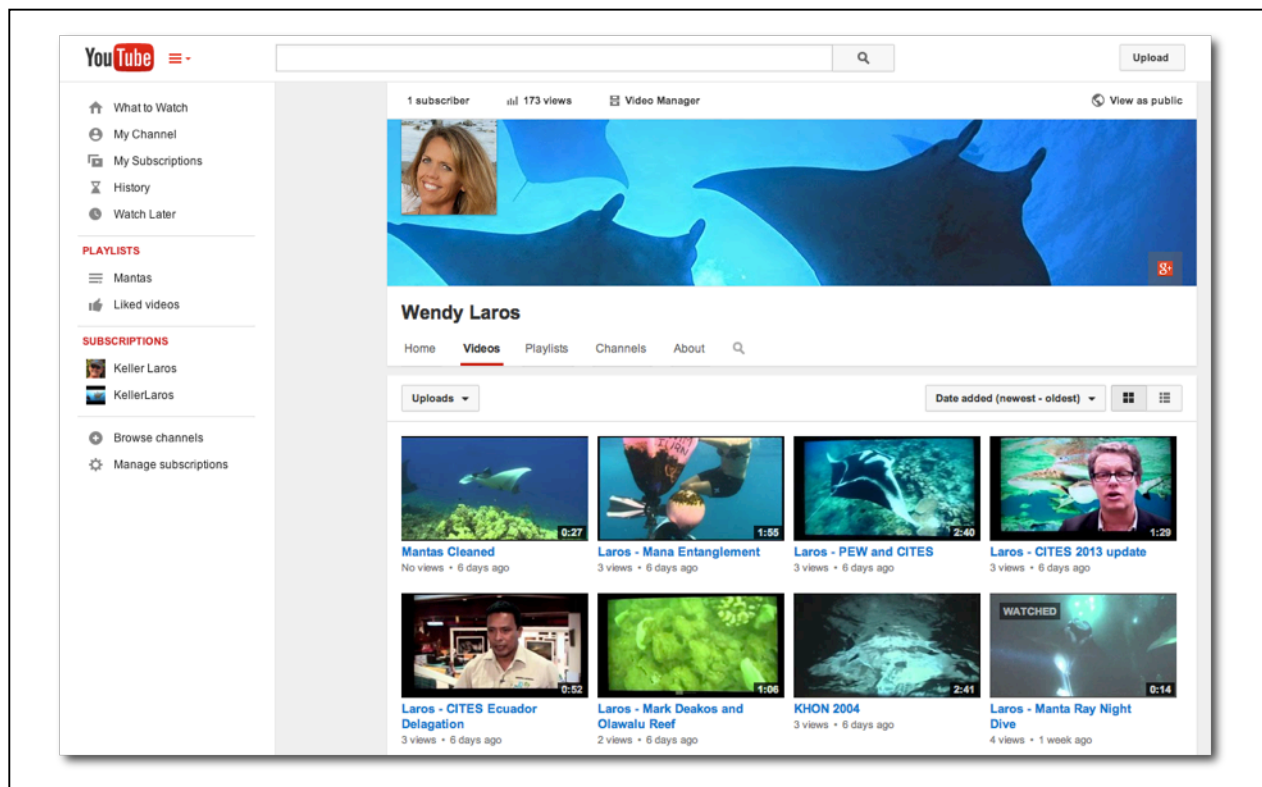 YouTube
Upload
1 subscriber 173 views Video Manager View as public
What to Watch
My Channel
My Subscriptions
History
Watch Later
PLAYLISTS
Mantas
Liked videos
SUBSCRIPTIONS
Keller Laros
KellerLaros
Browse channels
Manage subscriptions
g+
Wendy Laros
Home Videos Playlists Channels About
Uploads Date added (newest - oldest)
TURN
0:27 1:55 2:40 1:29
Mantas Cleaned Laros - Mana Entanglement Laros - PEW and CITES Laros - CITES 2013 update
No views • 6 days ago 3 views • 6 days ago 3 views • 6 days ago 3 views • 6 days ago
WATCHED
0:52 1:06 2:41 0:14
Laros - CITES Ecuador Laros - Mark Deakos and KHON 2004 Laros - Manta Ray Night
Delagation Olawalu Reef 3 views • 6 days ago Dive
3 views • 6 days ago 2 views • 6 days ago 4 views • 1 week ago